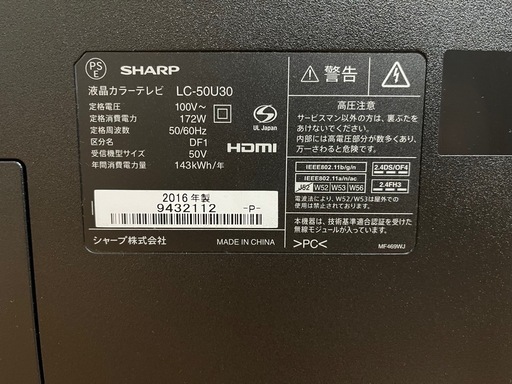 PS
E
SHARP
液晶カラーテレビ LC-50U30
定格電圧 100V～
定格消費電力 172W
定格周波数 50/60Hz
区分名 DF1
受信機型サイズ 50V
年間消費電力量 143kWh/年
UL Japan
HDMI
2016 年製
9432112 -P-
シャープ株式会社 MADE IN CHINA
警告
高圧注意
サービスマン以外の方は、裏ぶたを
あけないでください。
内部には高電圧部分が数多くあり、
万一さわると危険です。
IEEE802.11b/g/n
IEEE802.11a/n/ac
J52 W52 W53 W56
2.4DS/OF4
2.4FH3
電波法により、W52/W53は屋外での
使用は禁止されております。
本機器は、技術基準適合認証を受けた
無線モジュールが入っています。
>PC< MF469WJ